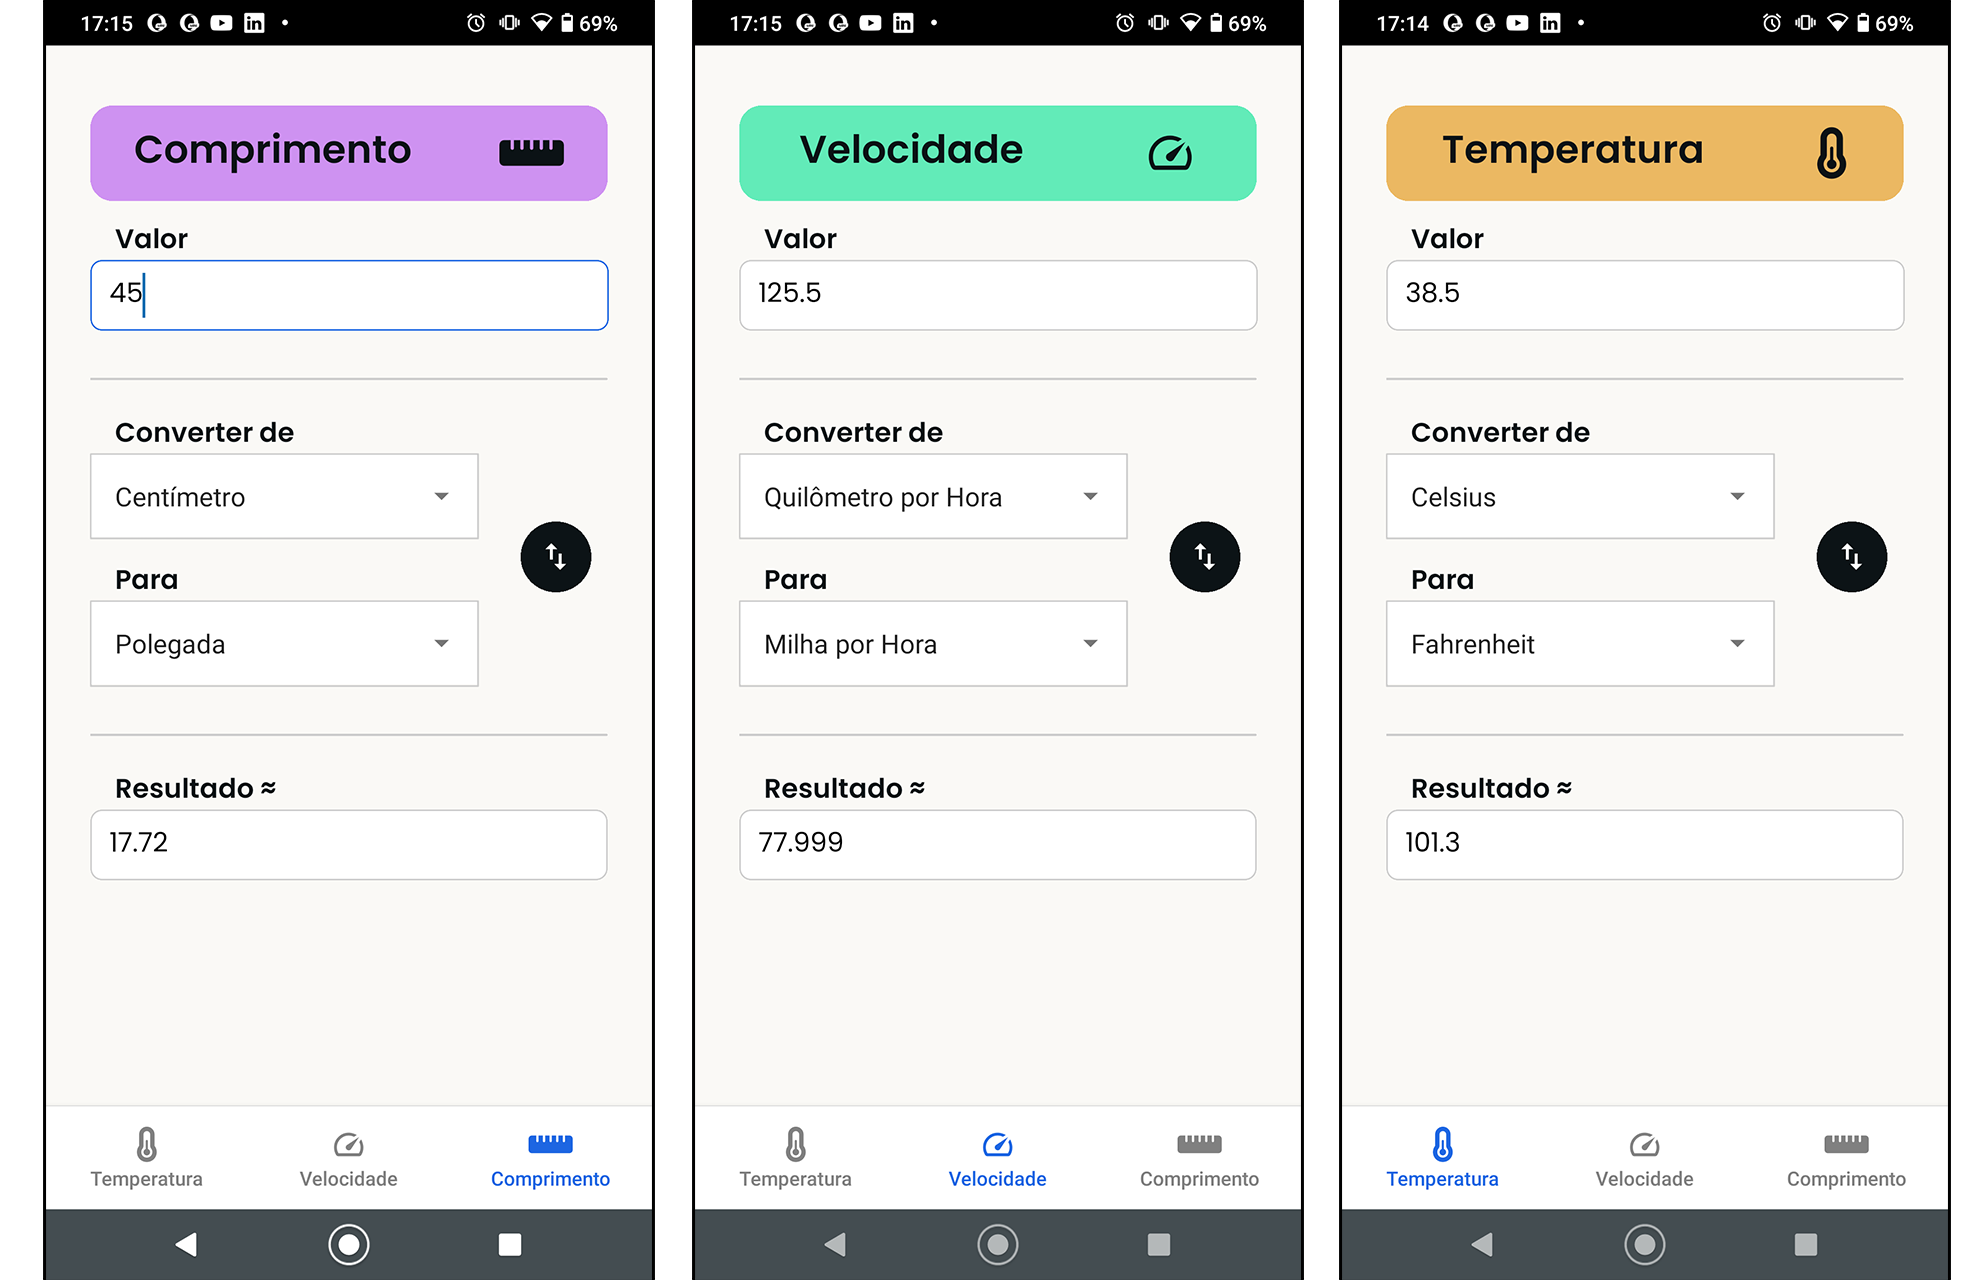 17:15 in 69%
Comprimento
Valor
45
Converter de
Centímetro
Para
Polegada
Resultado ≈
17.72
Temperatura Velocidade Comprimento
17:15 in 69%
Velocidade
Valor
125.5
Converter de
Quilômetro por Hora
Para
Milha por Hora
Resultado ≈
77.999
Temperatura Velocidade Comprimento
17:14 in 69%
Temperatura
Valor
38.5
Converter de
Celsius
Para
Fahrenheit
Resultado ≈
101.3
Temperatura Velocidade Comprimento